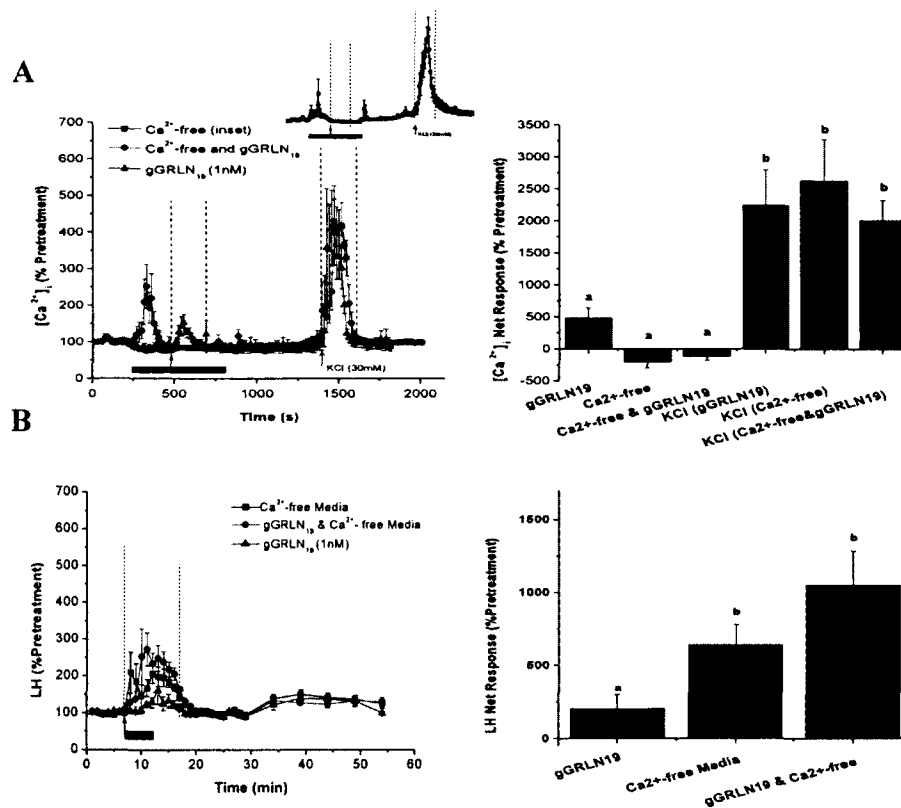 A
Ca²⁺-free (inset)
Ca²⁺-free and gGRLN₁₉
gGRLN₁₉ (1nM)
700
600
500
400
300
200
100
0
[Ca²⁺]ᵢ (% Pretreatment)
KCl (30mM)
0 500 1000 1500 2000
Time (s)
3500
3000
2500
2000
1500
1000
500
0
-500
[Ca²⁺]ᵢ Net Response (% Pretreatment)
a
a
a
b
b
b
gGRLN19
Ca2+-free
Ca2+-free & gGRLN19
KCl (gGRLN19)
KCl (Ca2+-free)
KCl (Ca2+-free&gGRLN19)
B
Ca²⁺-free Media
gGRLN₁₉ & Ca²⁺- free Media
gGRLN₁₉ (1nM)
700
600
500
400
300
200
100
0
LH (%Pretreatment)
0 10 20 30 40 50 60
Time (min)
1500
1000
500
0
LH Net Response (%Pretreatment)
a
b
b
gGRLN19
Ca2+-free Media
gGRLN19 & Ca2+-free